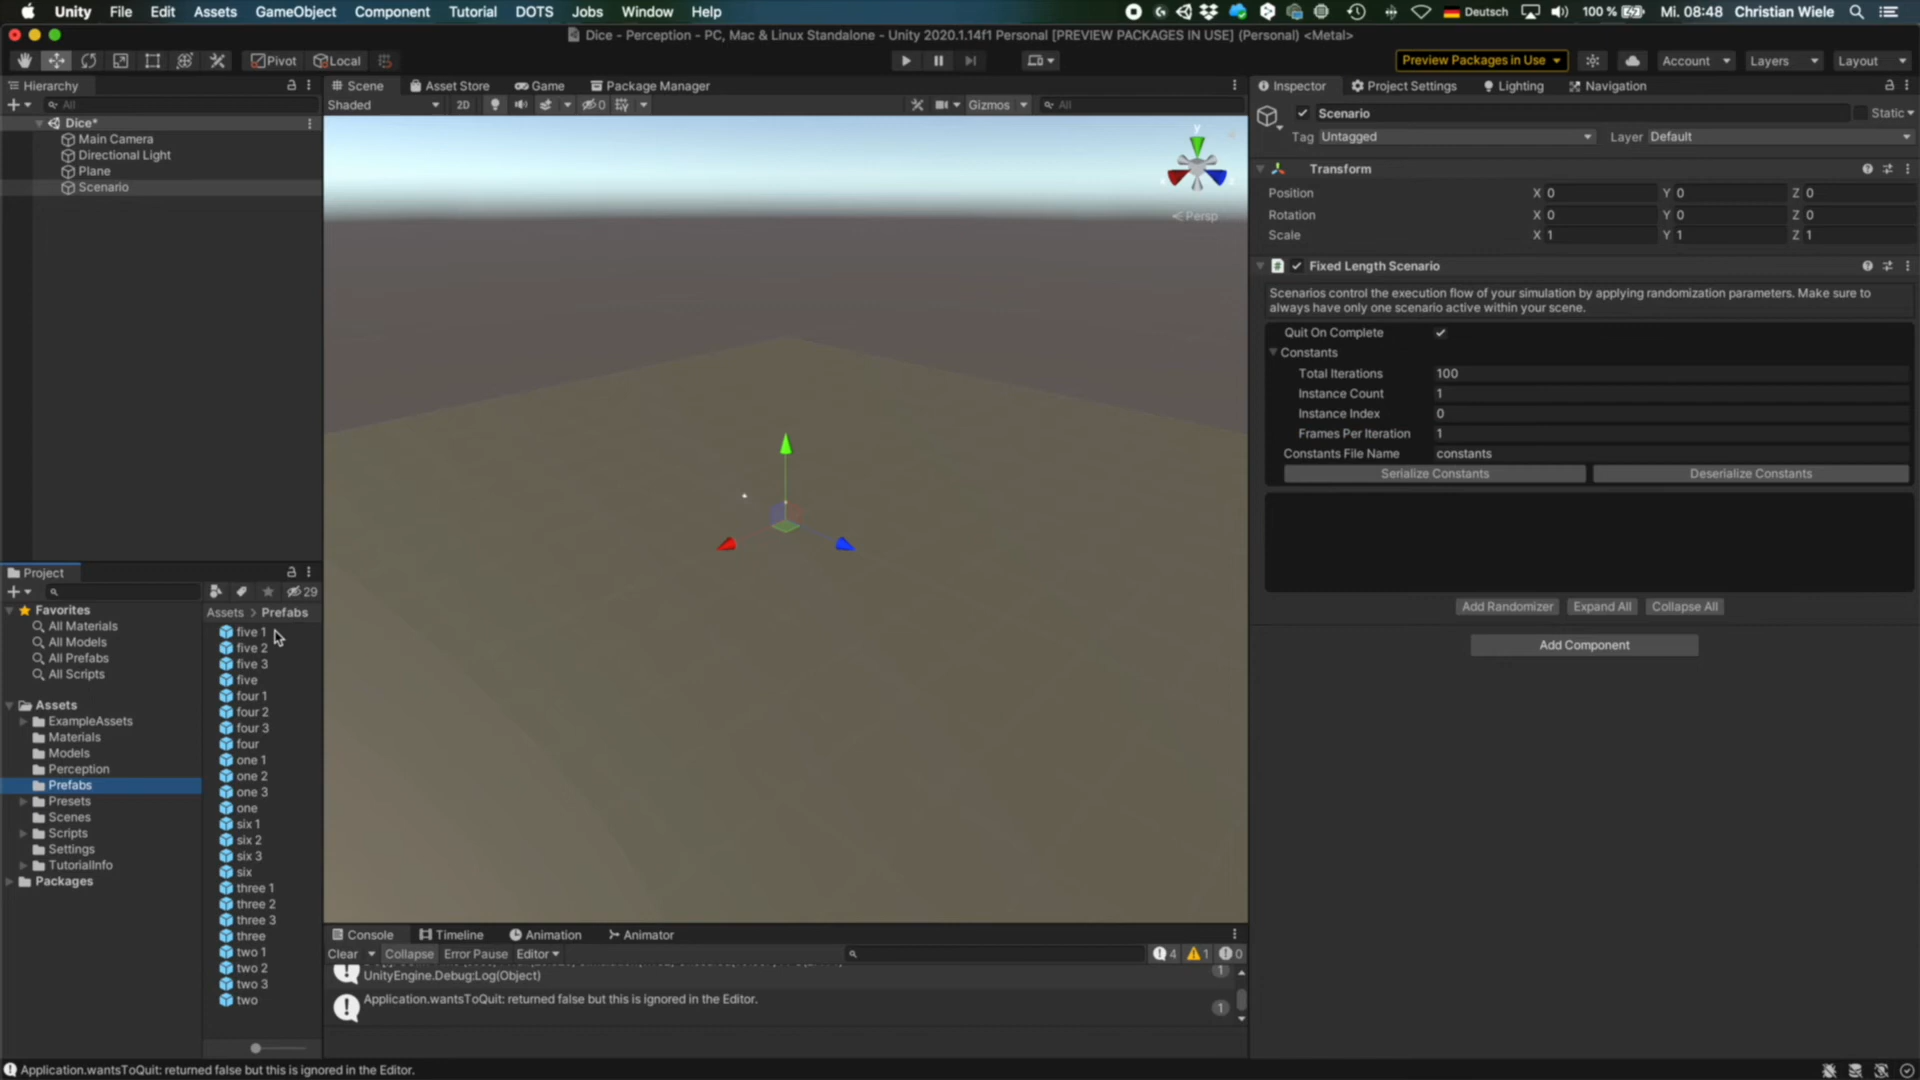 Unity File Edit Assets GameObject Component Tutorial DOTS Jobs Window Help
Deutsch 100 % Mi. 08:48 Christian Wiele
Dice - Perception - PC, Mac & Linux Standalone - Unity 2020.1.14f1 Personal [PREVIEW PACKAGES IN USE] (Personal) <Metal>
Pivot Local Preview Packages in Use Account Layers Layout
Hierarchy
All
Dice*
Main Camera
Directional Light
Plane
Scenario
Scene Asset Store Game Package Manager
Shaded 2D 0 Gizmos All
y
Persp
Project
29
Favorites
All Materials
All Models
All Prefabs
All Scripts
Assets
ExampleAssets
Materials
Models
Perception
Prefabs
Presets
Scenes
Scripts
Settings
TutorialInfo
Packages
Assets > Prefabs
five 1
five 2
five 3
five
four 1
four 2
four 3
four
one 1
one 2
one 3
one
six 1
six 2
six 3
six
three 1
three 2
three 3
three
two 1
two 2
two 3
two
Console Timeline Animation Animator
Clear Collapse Error Pause Editor 4 1 0
UnityEngine.Debug:Log(Object) 1
Application.wantsToQuit: returned false but this is ignored in the Editor. 1
Inspector Project Settings Lighting Navigation
Scenario Static
Tag Untagged Layer Default
Transform
Position X 0 Y 0 Z 0
Rotation X 0 Y 0 Z 0
Scale X 1 Y 1 Z 1
Fixed Length Scenario
Scenarios control the execution flow of your simulation by applying randomization parameters. Make sure to
always have only one scenario active within your scene.
Quit On Complete
Constants
Total Iterations 100
Instance Count 1
Instance Index 0
Frames Per Iteration 1
Constants File Name constants
Serialize Constants Deserialize Constants
Add Randomizer Expand All Collapse All
Add Component
Application.wantsToQuit: returned false but this is ignored in the Editor.